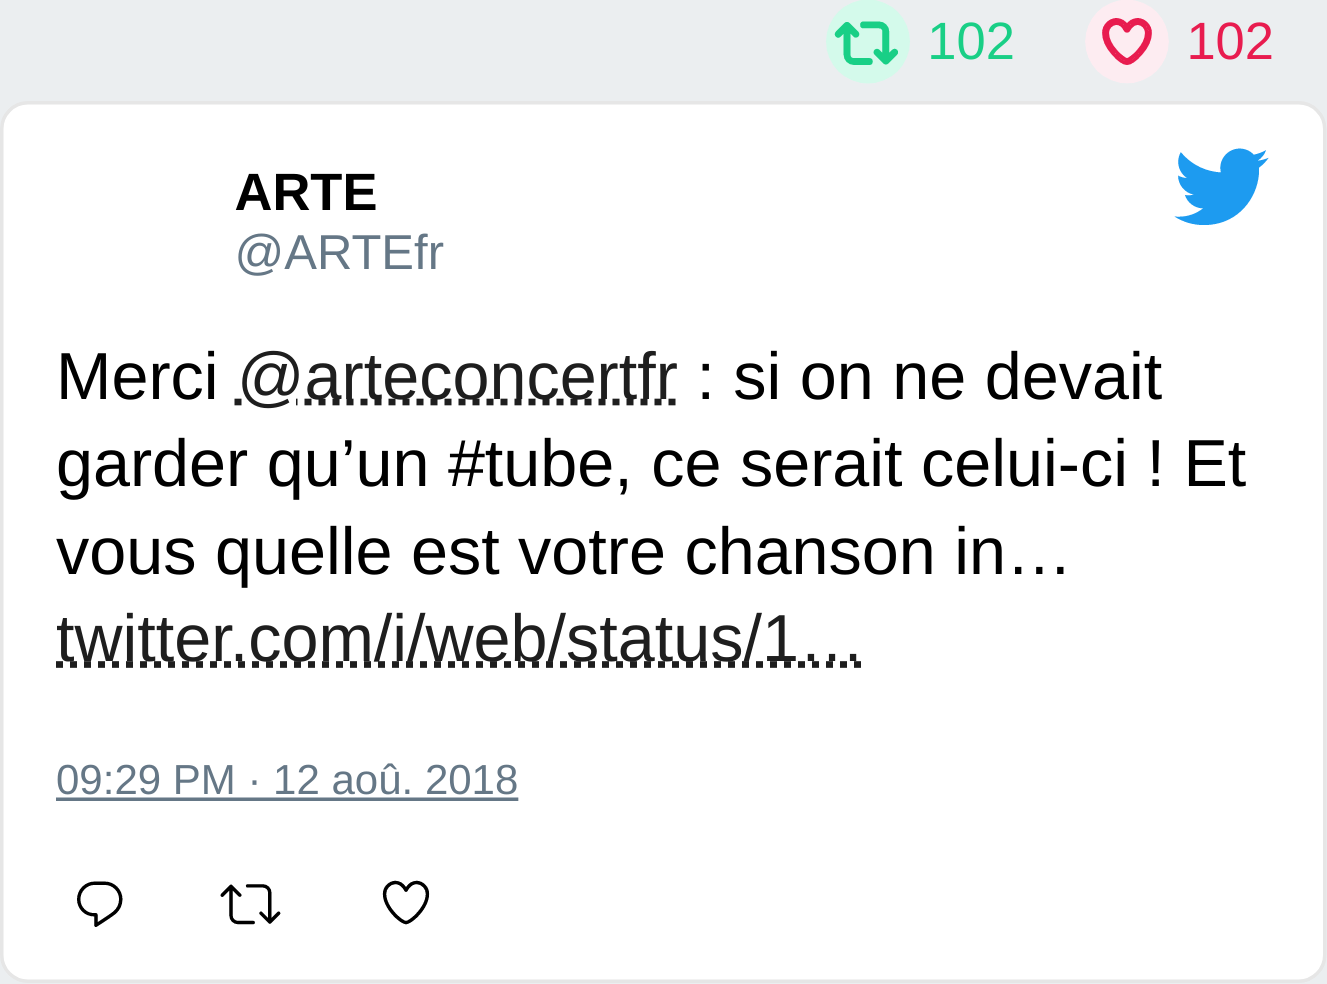 102 102
ARTE
@ARTEfr
Merci @arteconcertfr : si on ne devait
garder qu’un #tube, ce serait celui-ci ! Et
vous quelle est votre chanson in…
twitter.com/i/web/status/1…
09:29 PM · 12 aoû. 2018